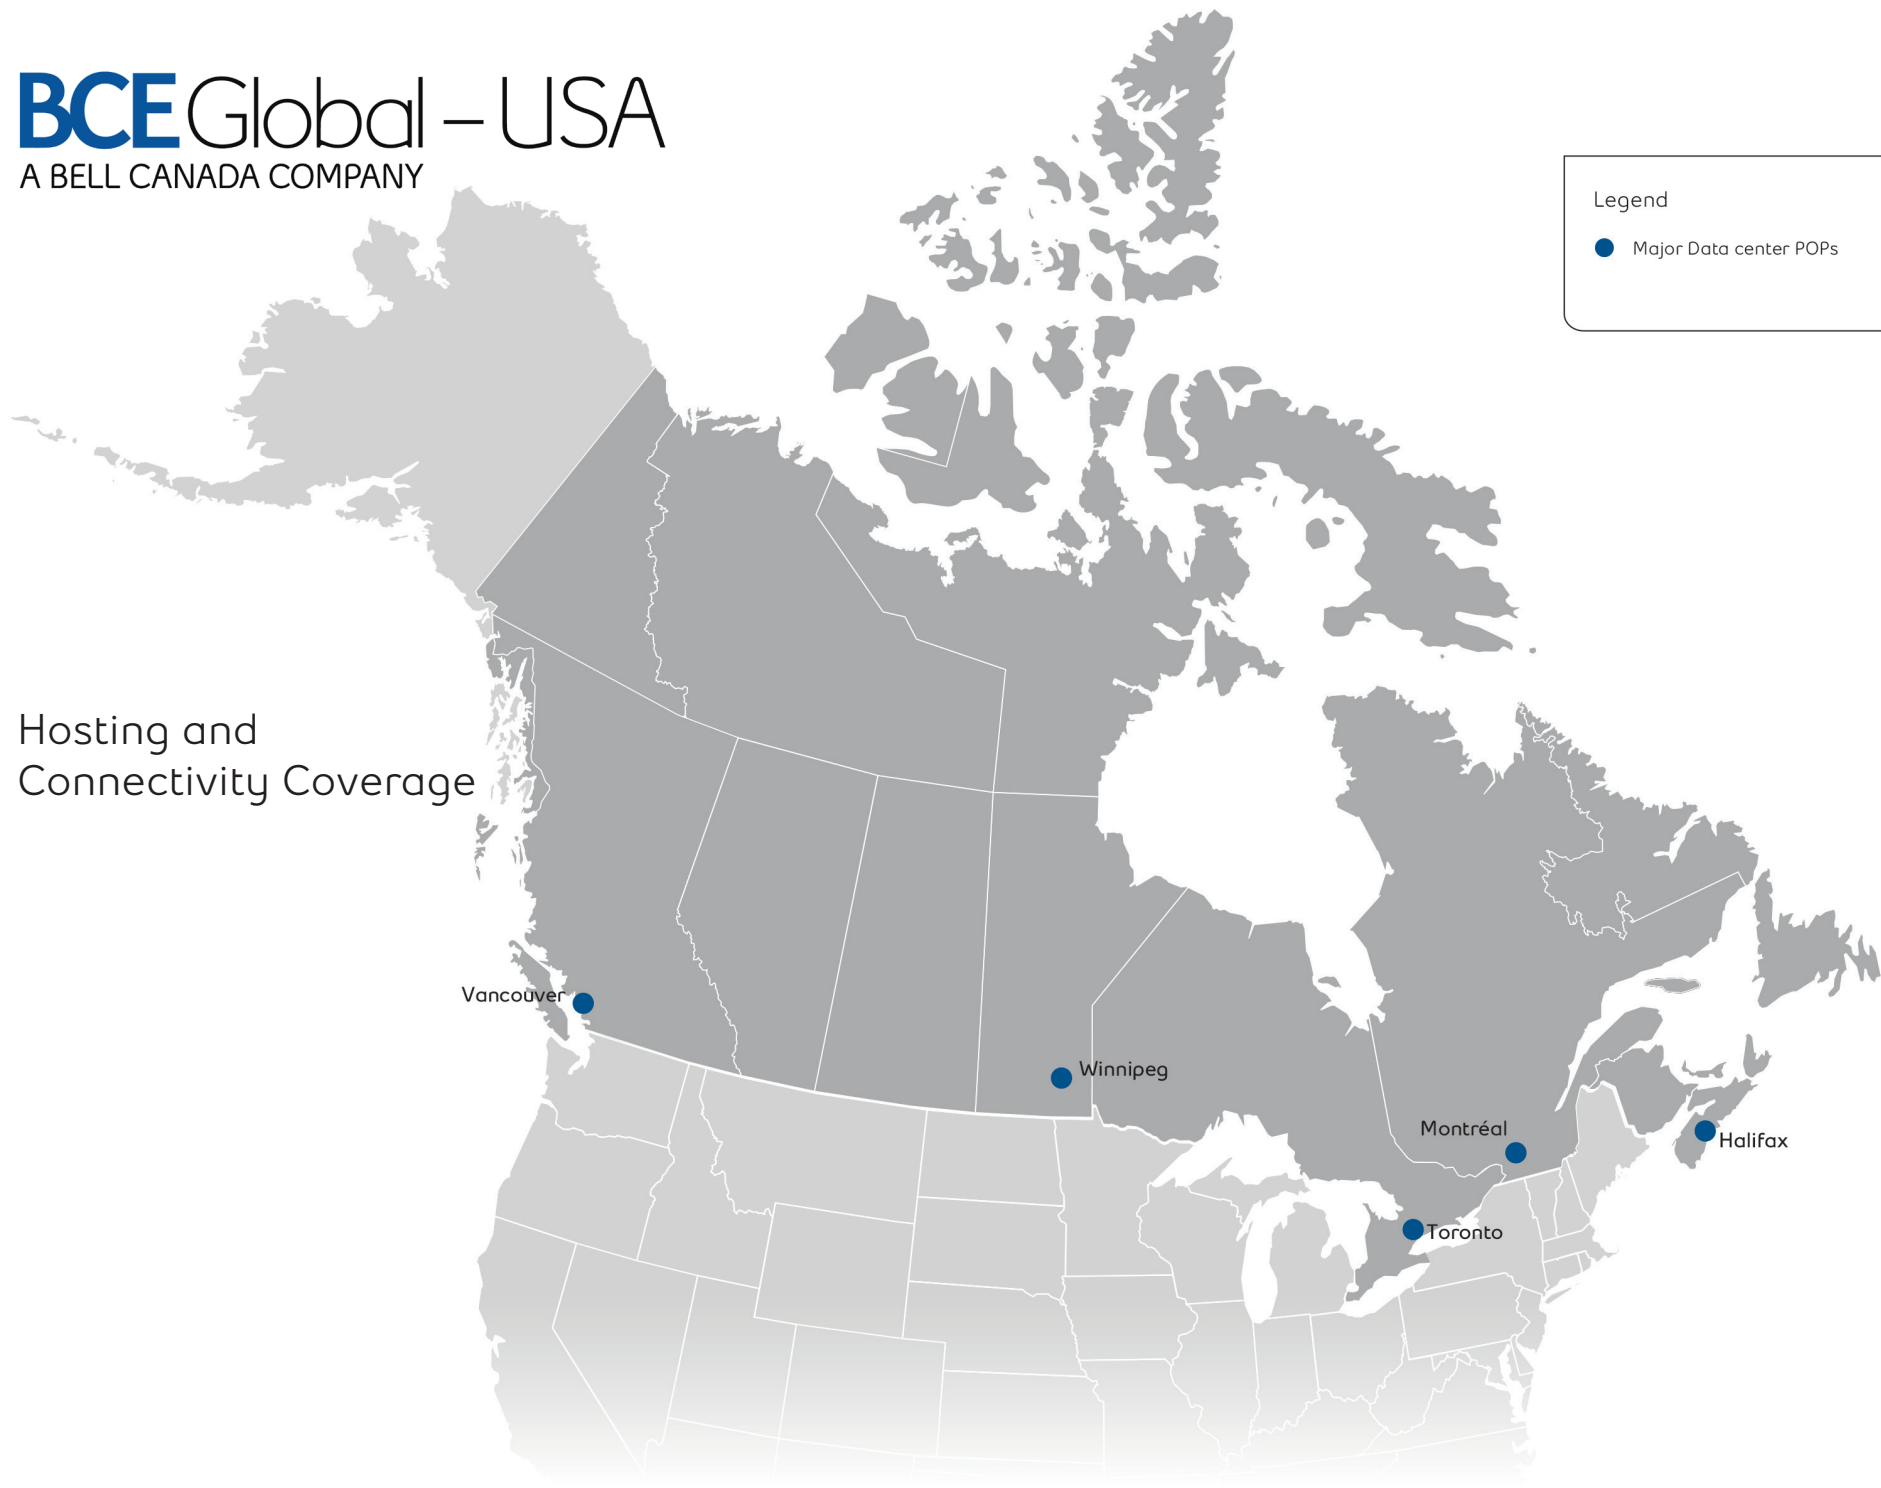 BCE Global – USA
A BELL CANADA COMPANY
Legend
Major Data center POPs
Hosting and
Connectivity Coverage
Vancouver
Winnipeg
Montréal
Halifax
Toronto